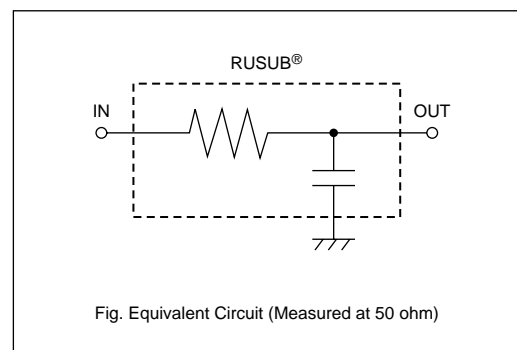 RUSUB®
IN
OUT
Fig. Equivalent Circuit (Measured at 50 ohm)